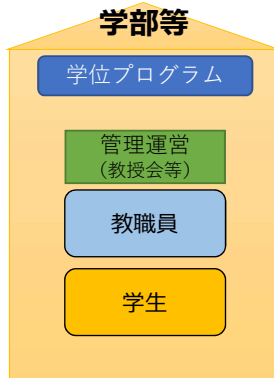 学部等
学位プログラム
管理運営
（教授会等）
教職員
学生